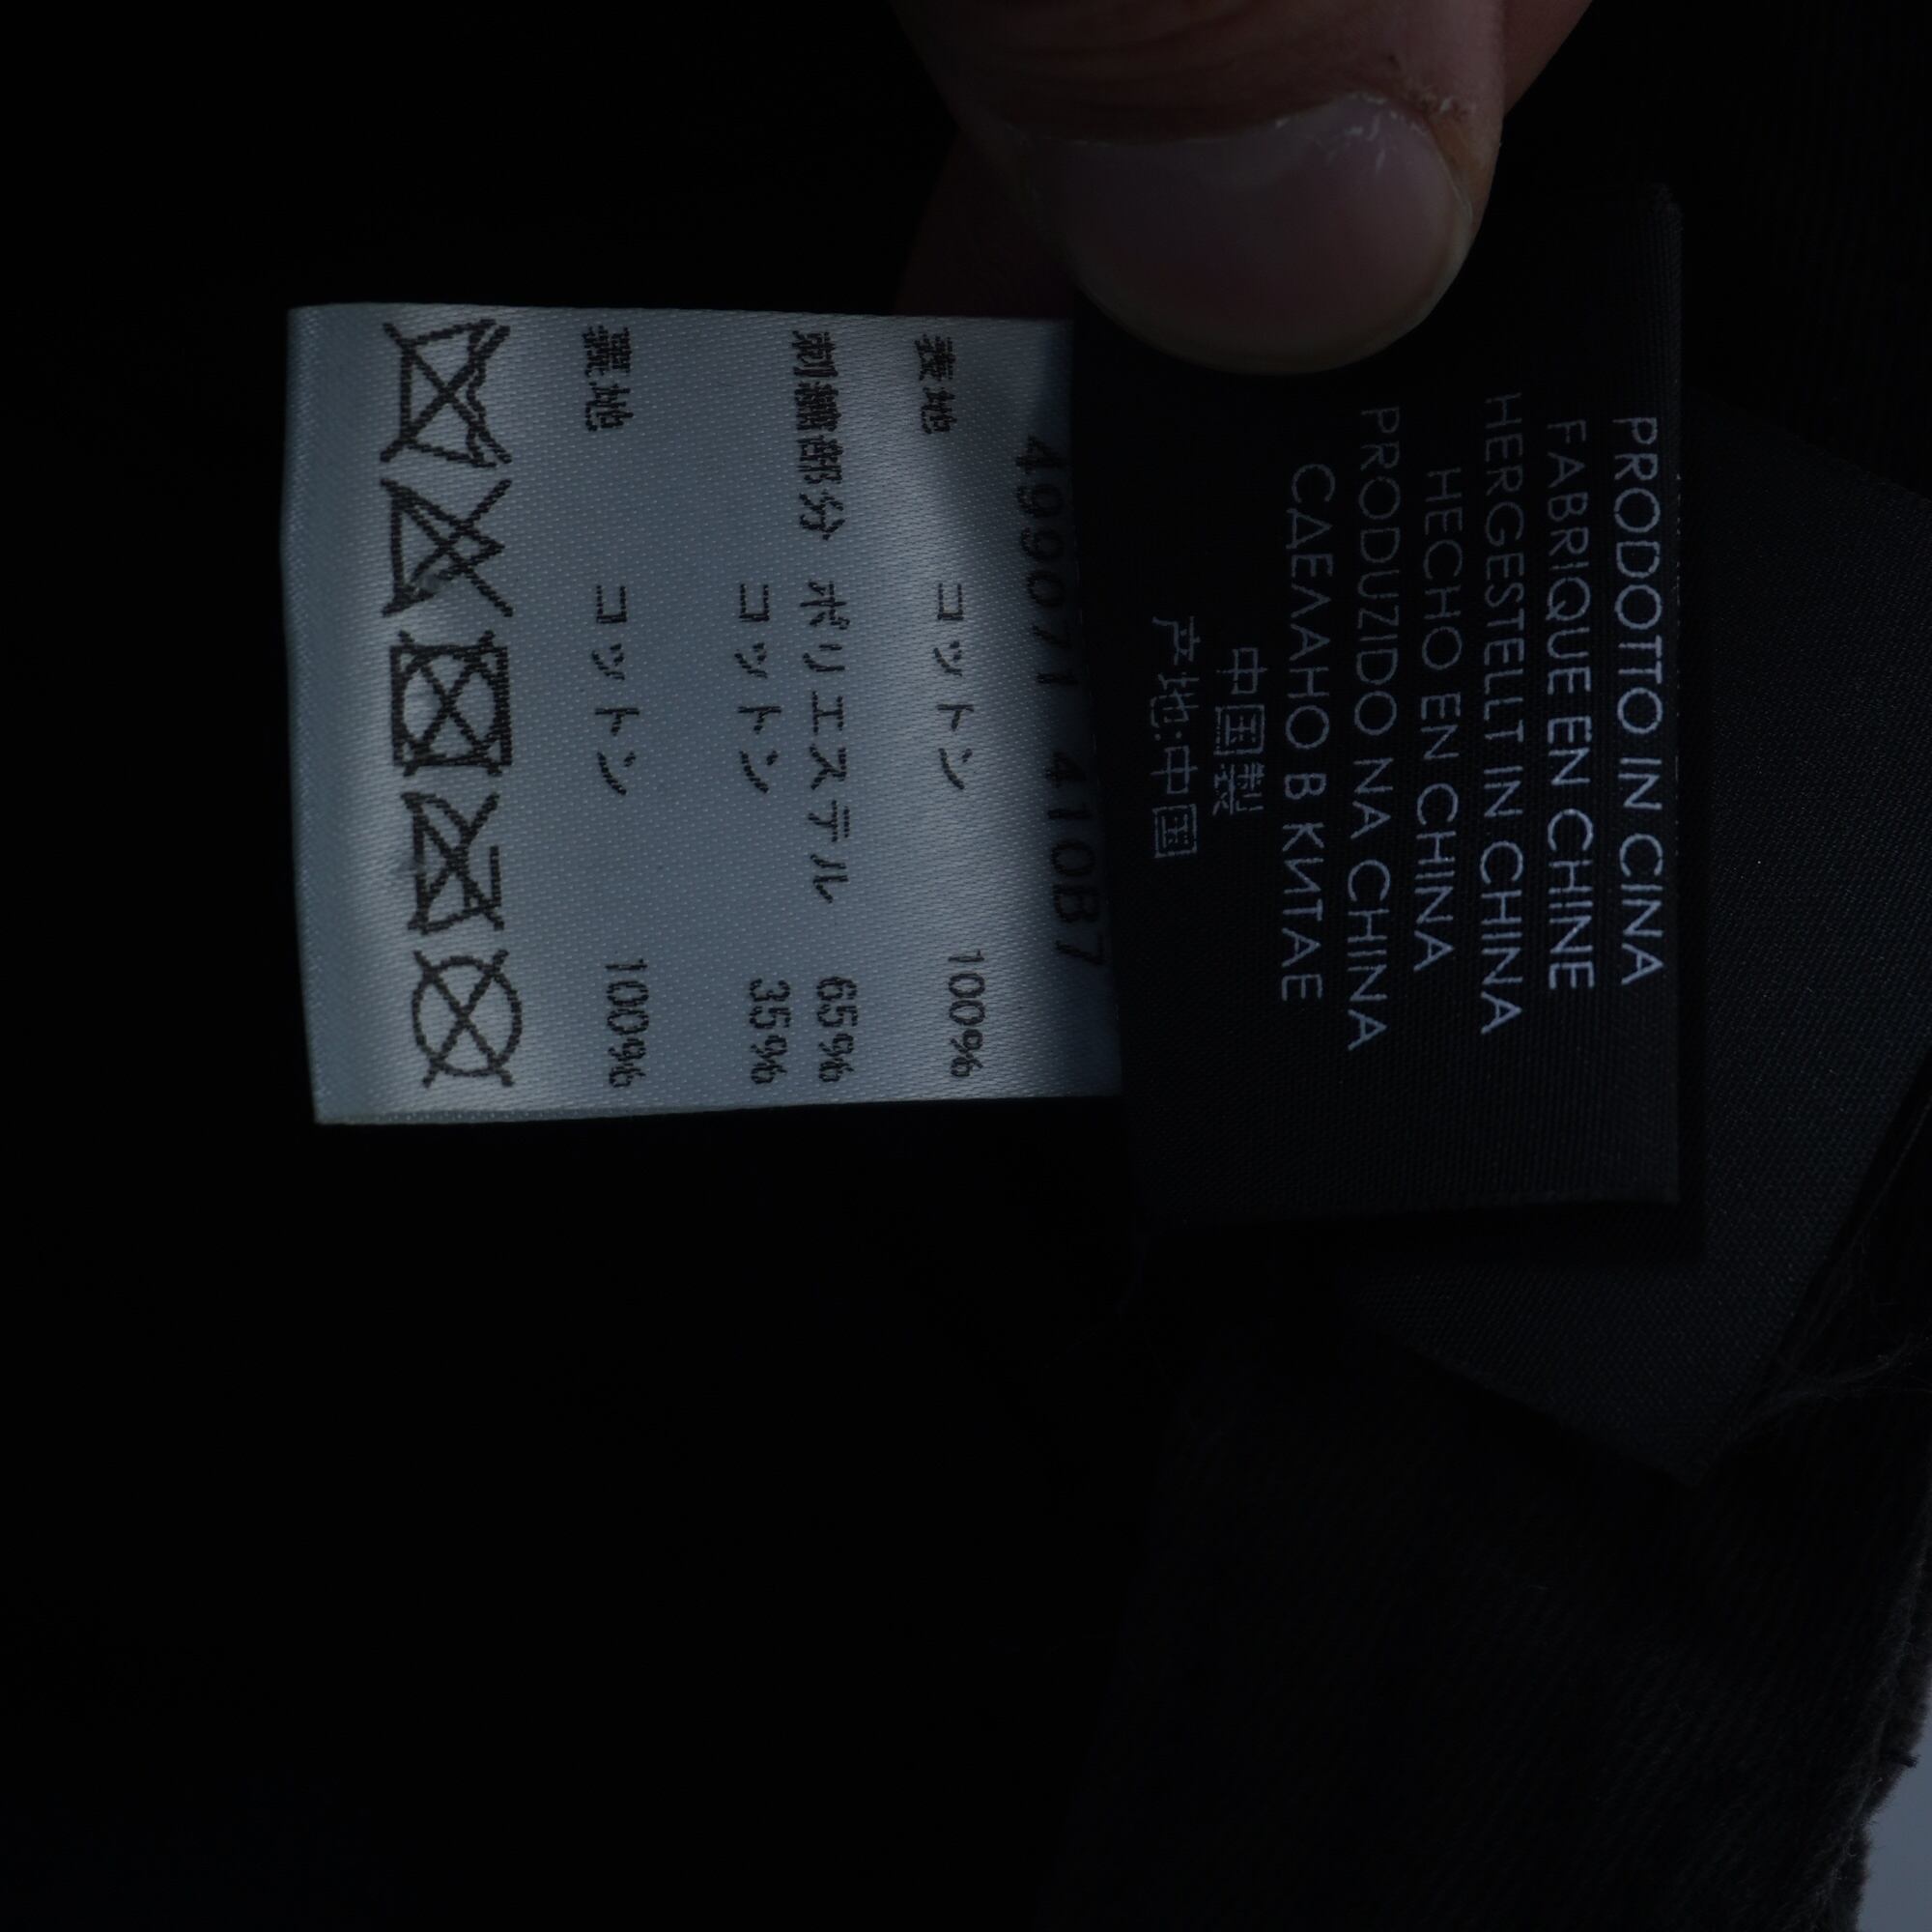 PRODOTTO IN CINA
FABRIQUE EN CHINE
HERGESTELLT IN CHINA
HECHO EN CHINA
PRODUZIDO NA CHINA
СДЕЛАНО В КИТАЕ
中国製
产地:中国
499071 410B7
表地 コットン 100%
刺繍部分 ポリエステル 65%
コットン 35%
裏地 コットン 100%